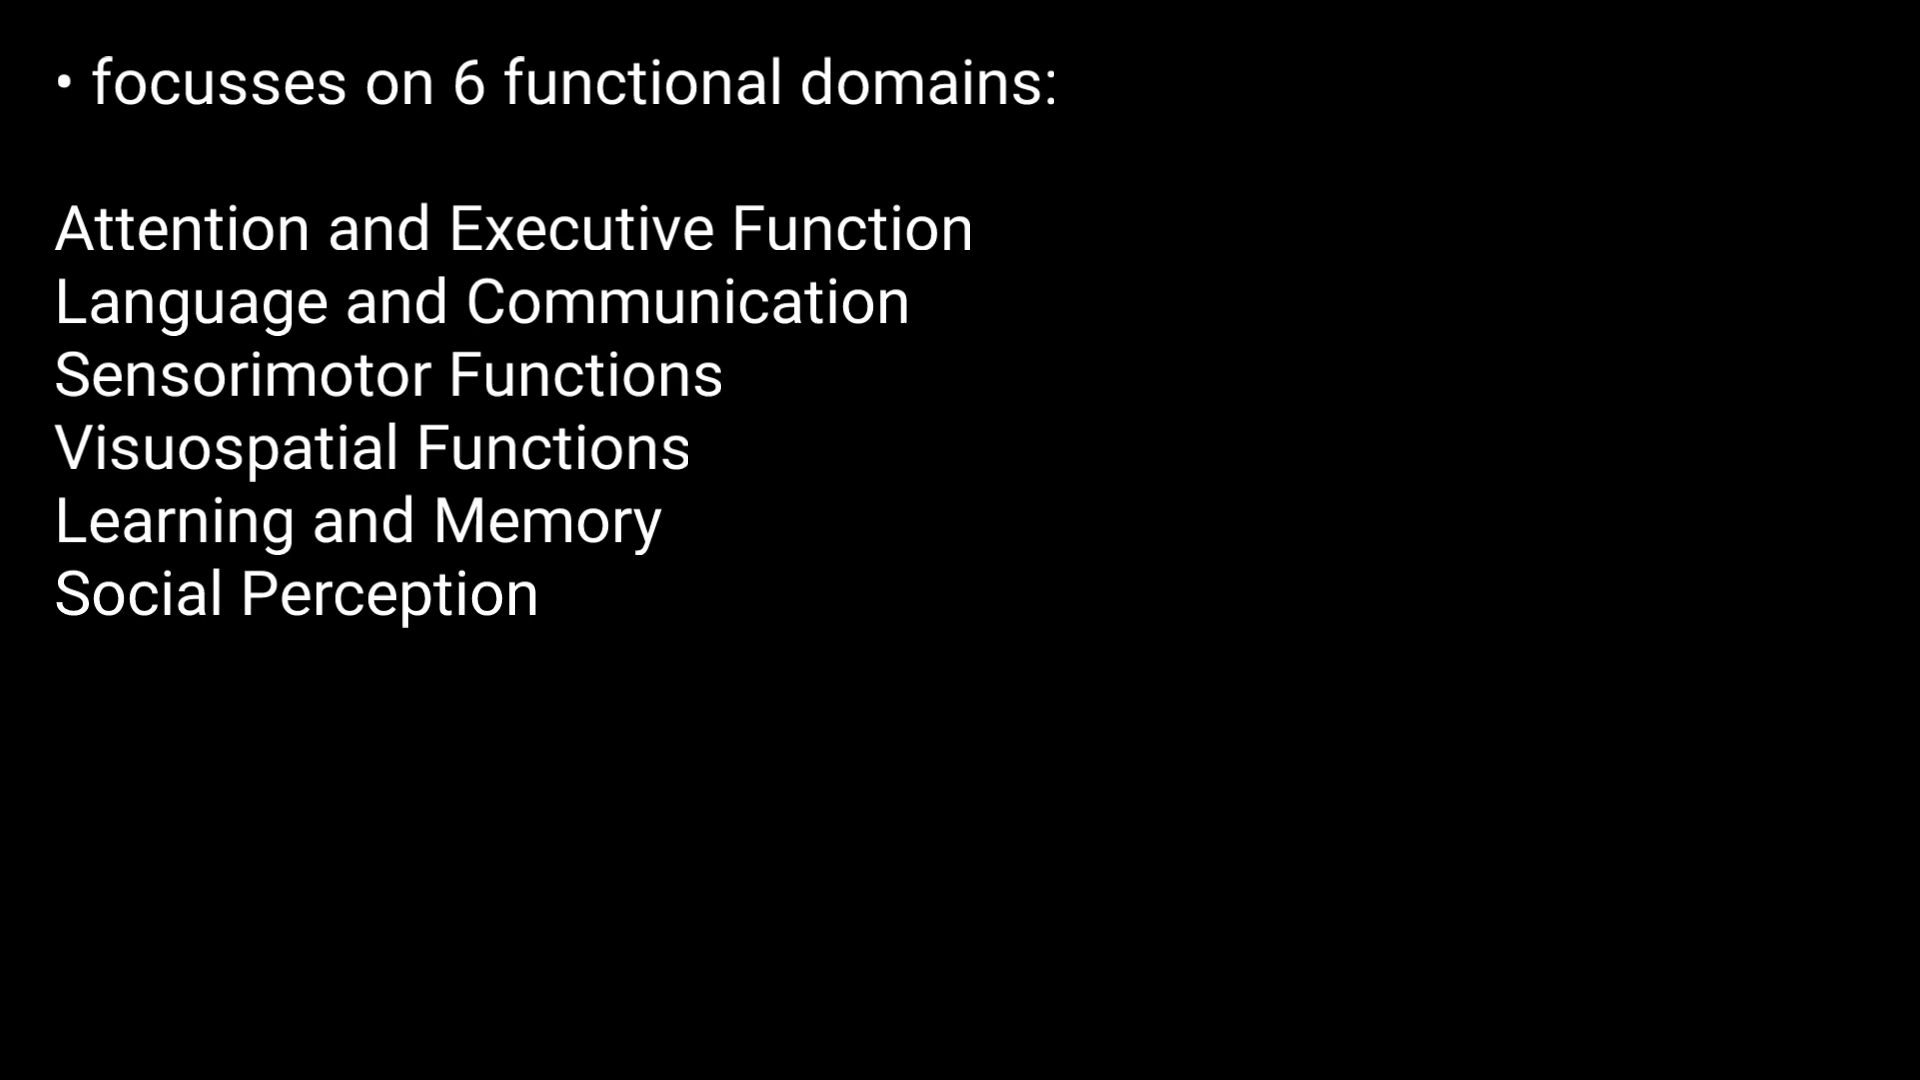 • focusses on 6 functional domains:
Attention and Executive Function
Language and Communication
Sensorimotor Functions
Visuospatial Functions
Learning and Memory
Social Perception